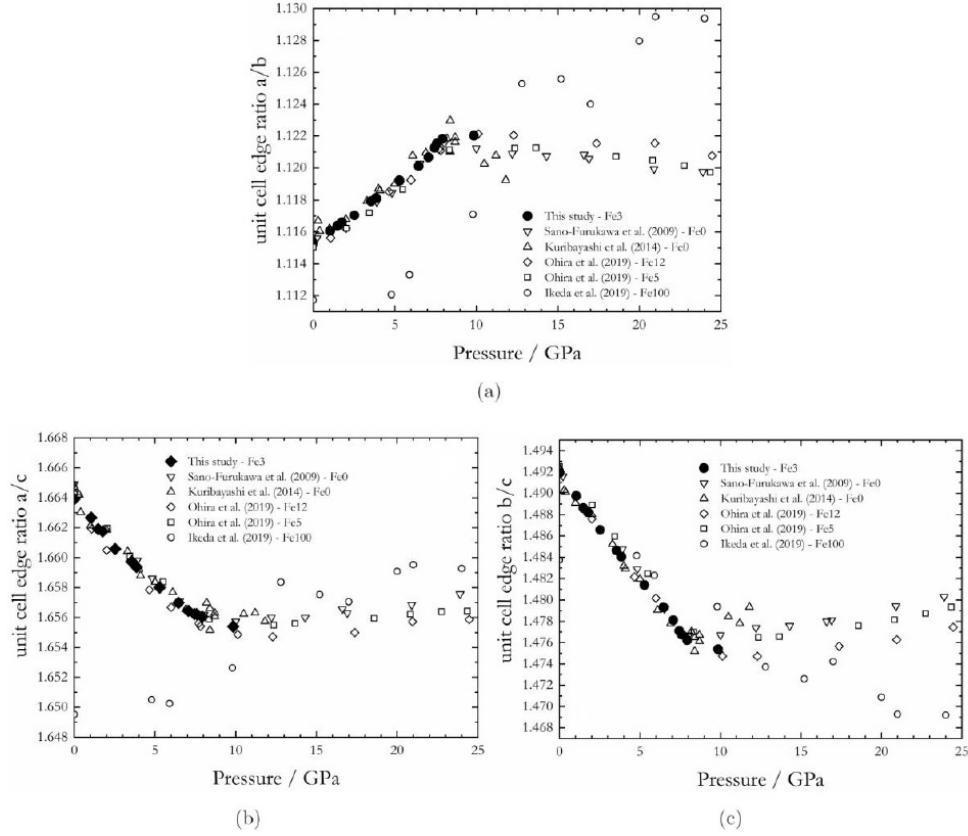 1.130
1.128
1.126
1.124
1.122
1.120
1.118
1.116
1.114
1.112
unit cell edge ratio a/b
This study - Fe3
Sano-Furukawa et al. (2009) - Fe0
Kuribayashi et al. (2014) - Fe0
Ohira et al. (2019) - Fe12
Ohira et al. (2019) - Fe5
Ikeda et al. (2019) - Fe100
0 5 10 15 20 25
Pressure / GPa
(a)
1.668
1.666
1.664
1.662
1.660
1.658
1.656
1.654
1.652
1.650
1.648
unit cell edge ratio a/c
This study - Fe3
Sano-Furukawa et al. (2009) - Fe0
Kuribayashi et al. (2014) - Fe0
Ohira et al. (2019) - Fe12
Ohira et al. (2019) - Fe5
Ikeda et al. (2019) - Fe100
0 5 10 15 20 25
Pressure / GPa
(b)
1.494
1.492
1.490
1.488
1.486
1.484
1.482
1.480
1.478
1.476
1.474
1.472
1.470
1.468
unit cell edge ratio b/c
This study - Fe3
Sano-Furukawa et al. (2009) - Fe0
Kuribayashi et al. (2014) - Fe0
Ohira et al. (2019) - Fe12
Ohira et al. (2019) - Fe5
Ikeda et al. (2019) - Fe100
0 5 10 15 20 25
Pressure / GPa
(c)